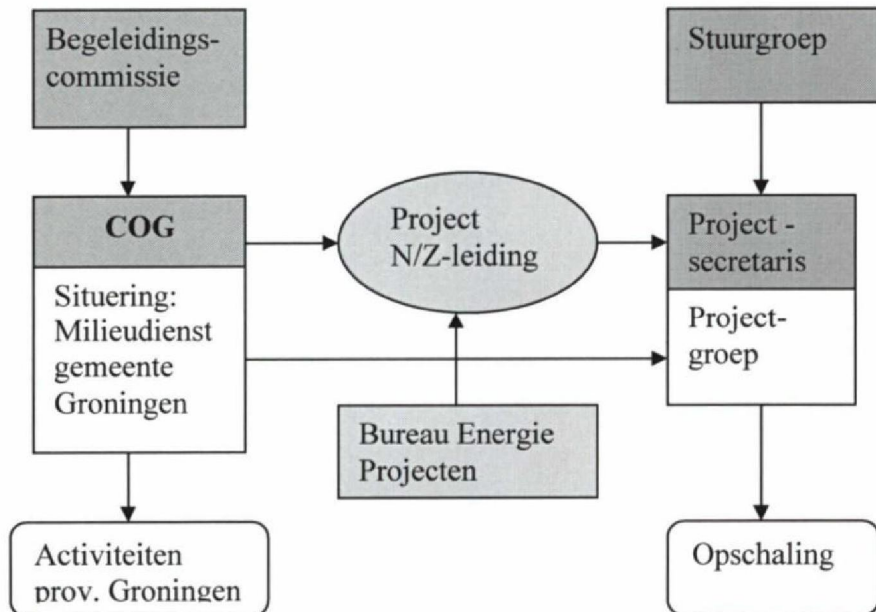 Begeleidings-
commissie
Stuurgroep
COG
Situering:
Milieudienst
gemeente
Groningen
Project
N/Z-leiding
Project -
secretaris
Project-
groep
Bureau Energie
Projecten
Activiteiten
prov. Groningen
Opschaling